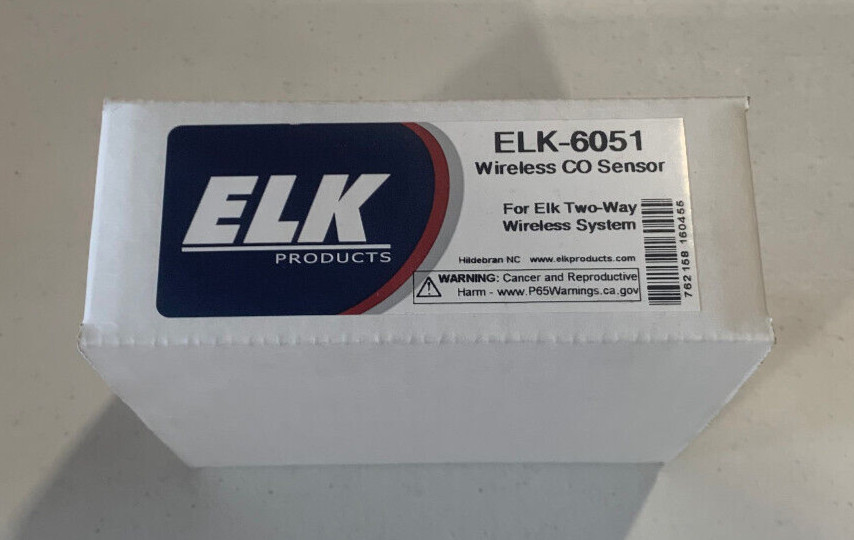 ELK
PRODUCTS
ELK-6051
Wireless CO Sensor
For Elk Two-Way
Wireless System
Hildebran NC www.elkproducts.com
WARNING: Cancer and Reproductive
Harm - www.P65Warnings.ca.gov
762158 160455